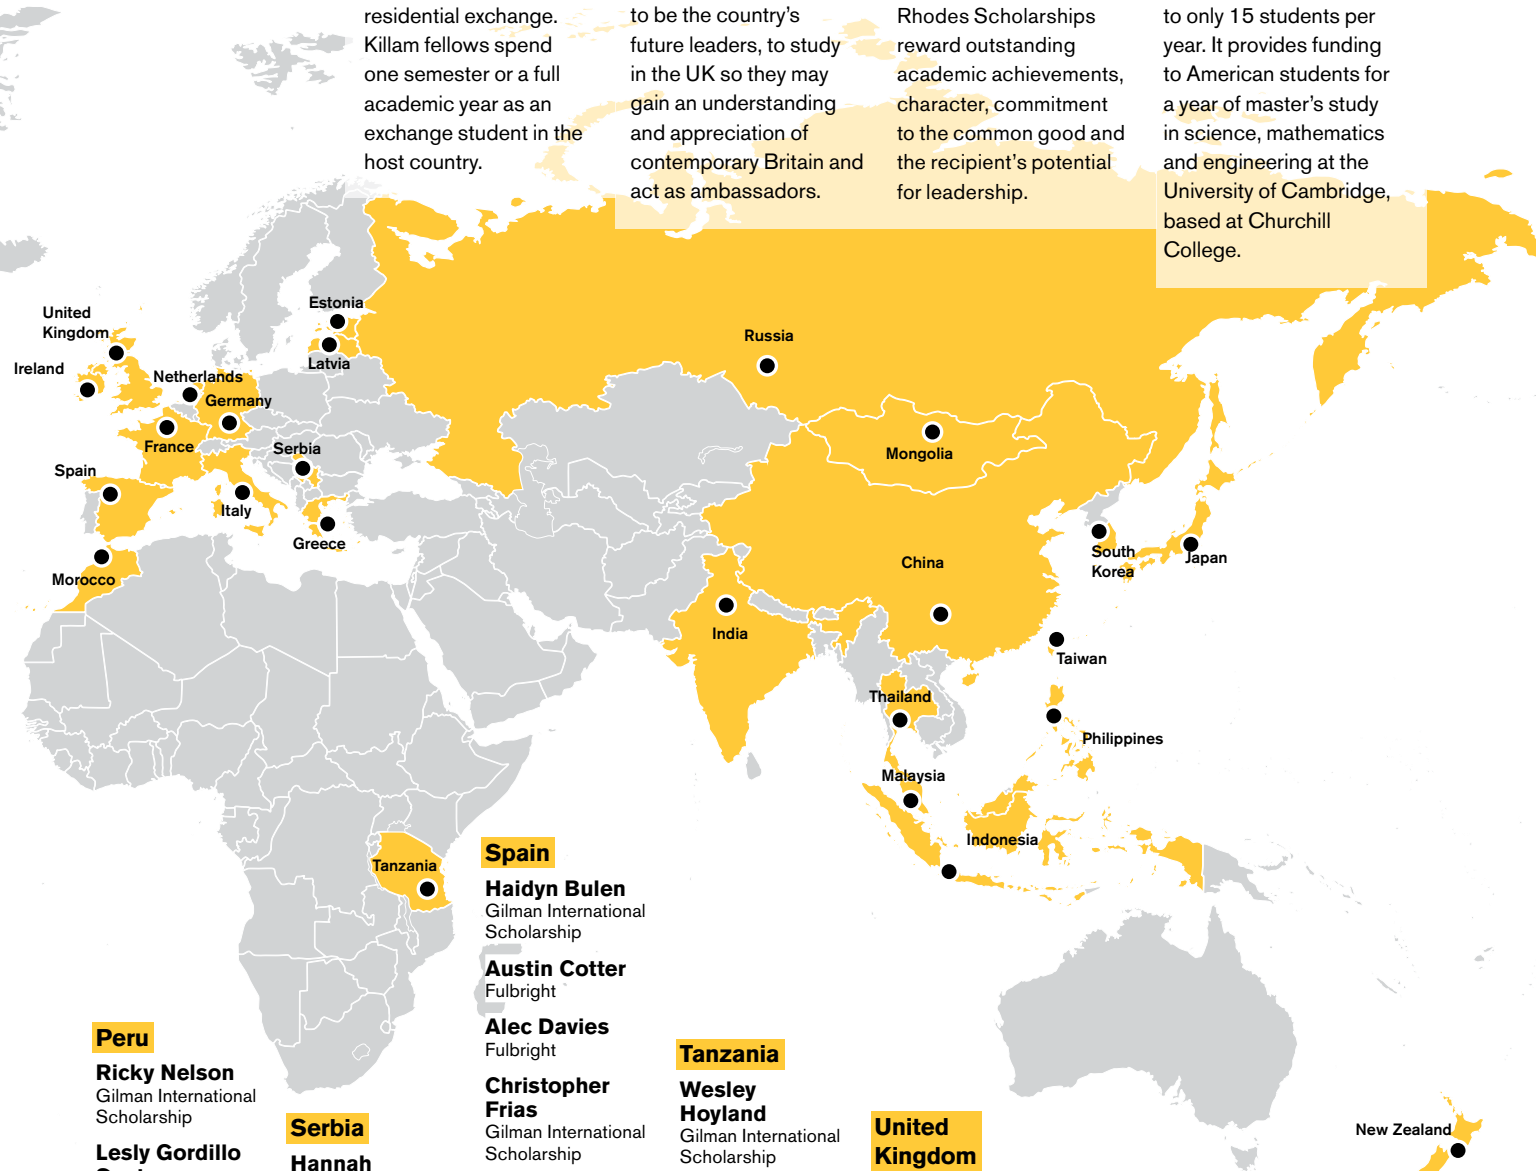 residential exchange.
Killam fellows spend
one semester or a full
academic year as an
exchange student in the
host country.
to be the country's
future leaders, to study
in the UK so they may
gain an understanding
and appreciation of
contemporary Britain and
act as ambassadors.
Rhodes Scholarships
reward outstanding
academic achievements,
character, commitment
to the common good and
the recipient's potential
for leadership.
to only 15 students per
year. It provides funding
to American students for
a year of master's study
in science, mathematics
and engineering at the
University of Cambridge,
based at Churchill
College.
Estonia
United
Kingdom
Latvia
Ireland
Netherlands
Germany
Russia
France
Serbia
Mongolia
Spain
Italy
Greece
Morocco
China
South
Korea
Japan
India
Taiwan
Thailand
Philippines
Malaysia
Indonesia
Tanzania
New Zealand
Peru
Ricky Nelson
Gilman International
Scholarship
Lesly Gordillo
Serbia
Hannah
Spain
Haidyn Bulen
Gilman International
Scholarship
Austin Cotter
Fulbright
Alec Davies
Fulbright
Christopher
Frias
Gilman International
Scholarship
Tanzania
Wesley
Hoyland
Gilman International
Scholarship
United
Kingdom